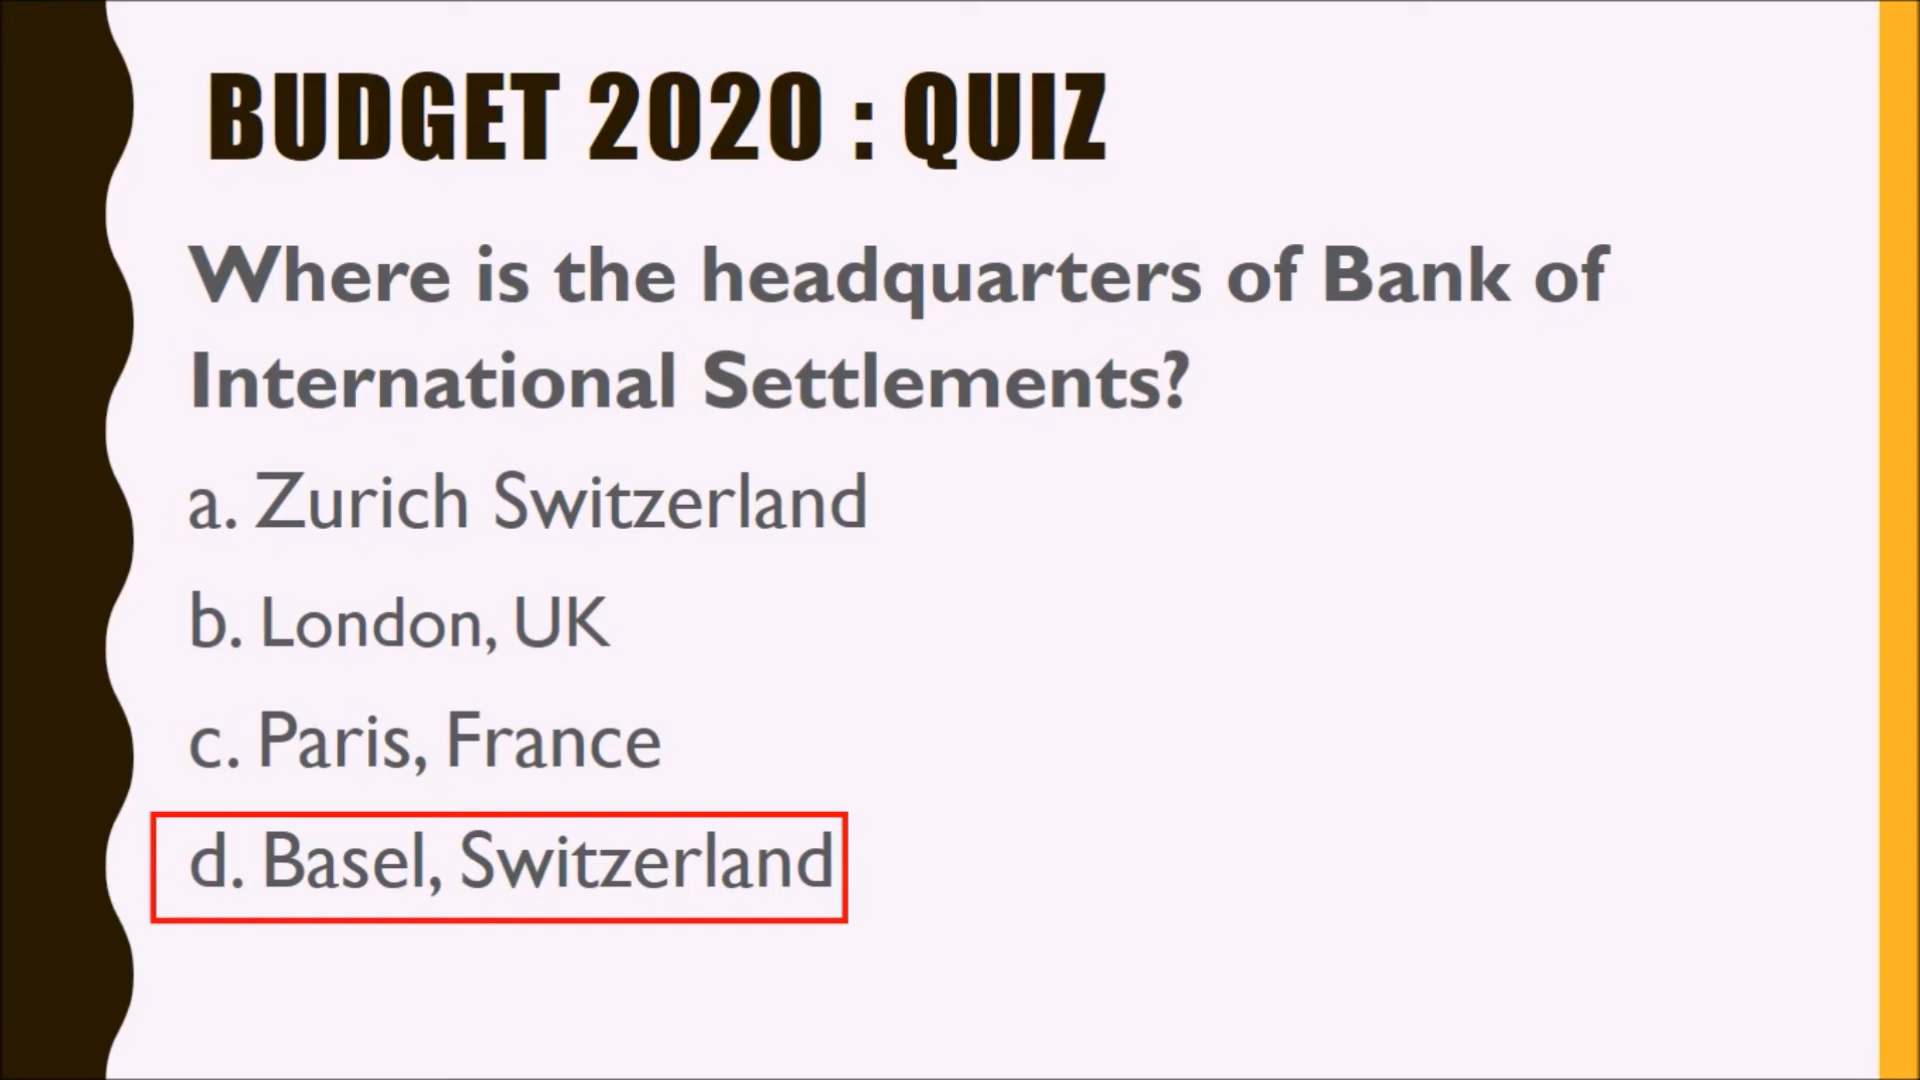 BUDGET 2020 : QUIZ
Where is the headquarters of Bank of
International Settlements?
a. Zurich Switzerland
b. London, UK
c. Paris, France
d. Basel, Switzerland